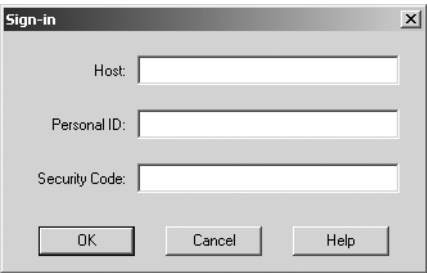 Sign-in
Host:
Personal ID:
Security Code:
OK Cancel Help